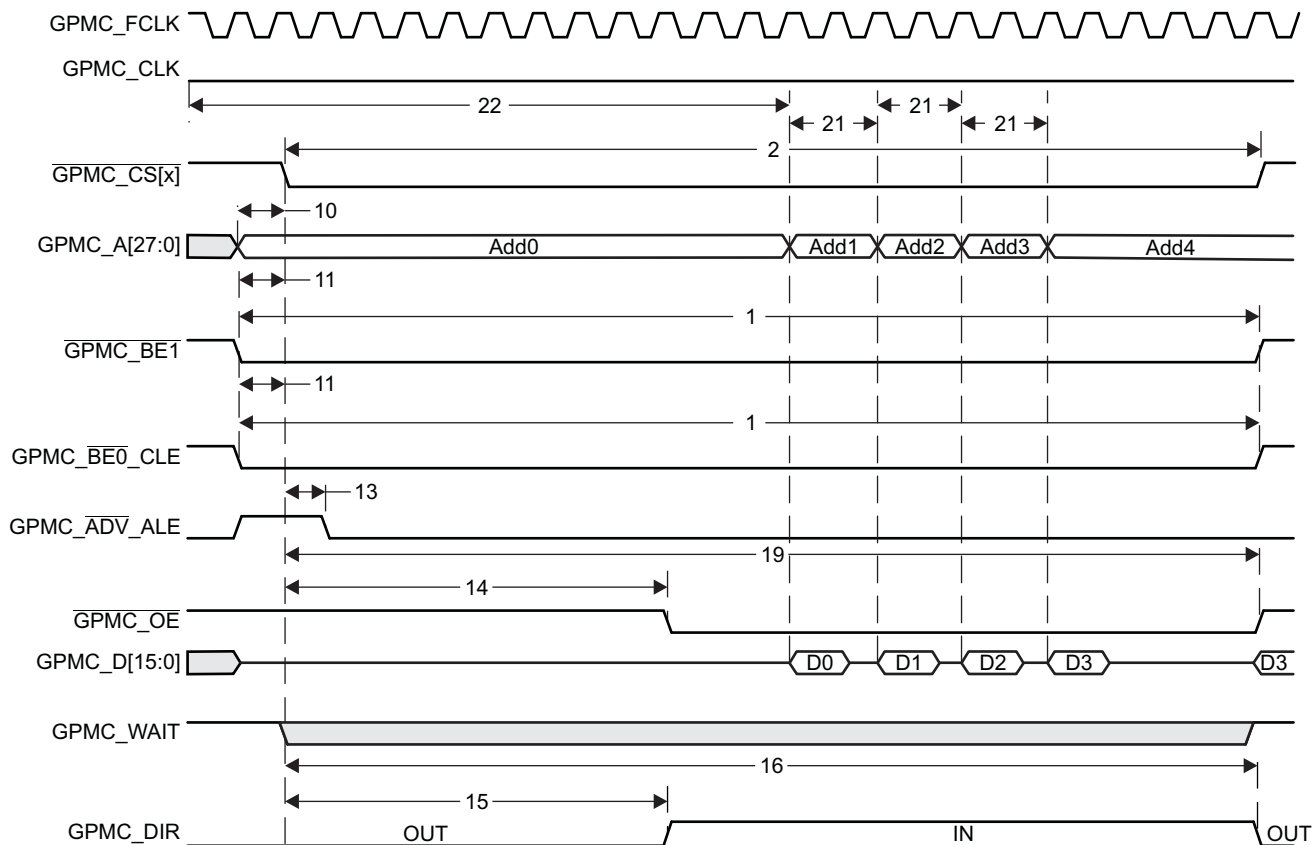 GPMC_FCLK
GPMC_CLK
22
21
21
21
2
GPMC_CS[x]
10
GPMC_A[27:0]
Add0
Add1
Add2
Add3
Add4
11
1
GPMC_BE1
11
1
GPMC_BE0_CLE
13
GPMC_ADV_ALE
19
14
GPMC_OE
GPMC_D[15:0]
D0
D1
D2
D3
D3
GPMC_WAIT
16
15
GPMC_DIR
OUT
IN
OUT